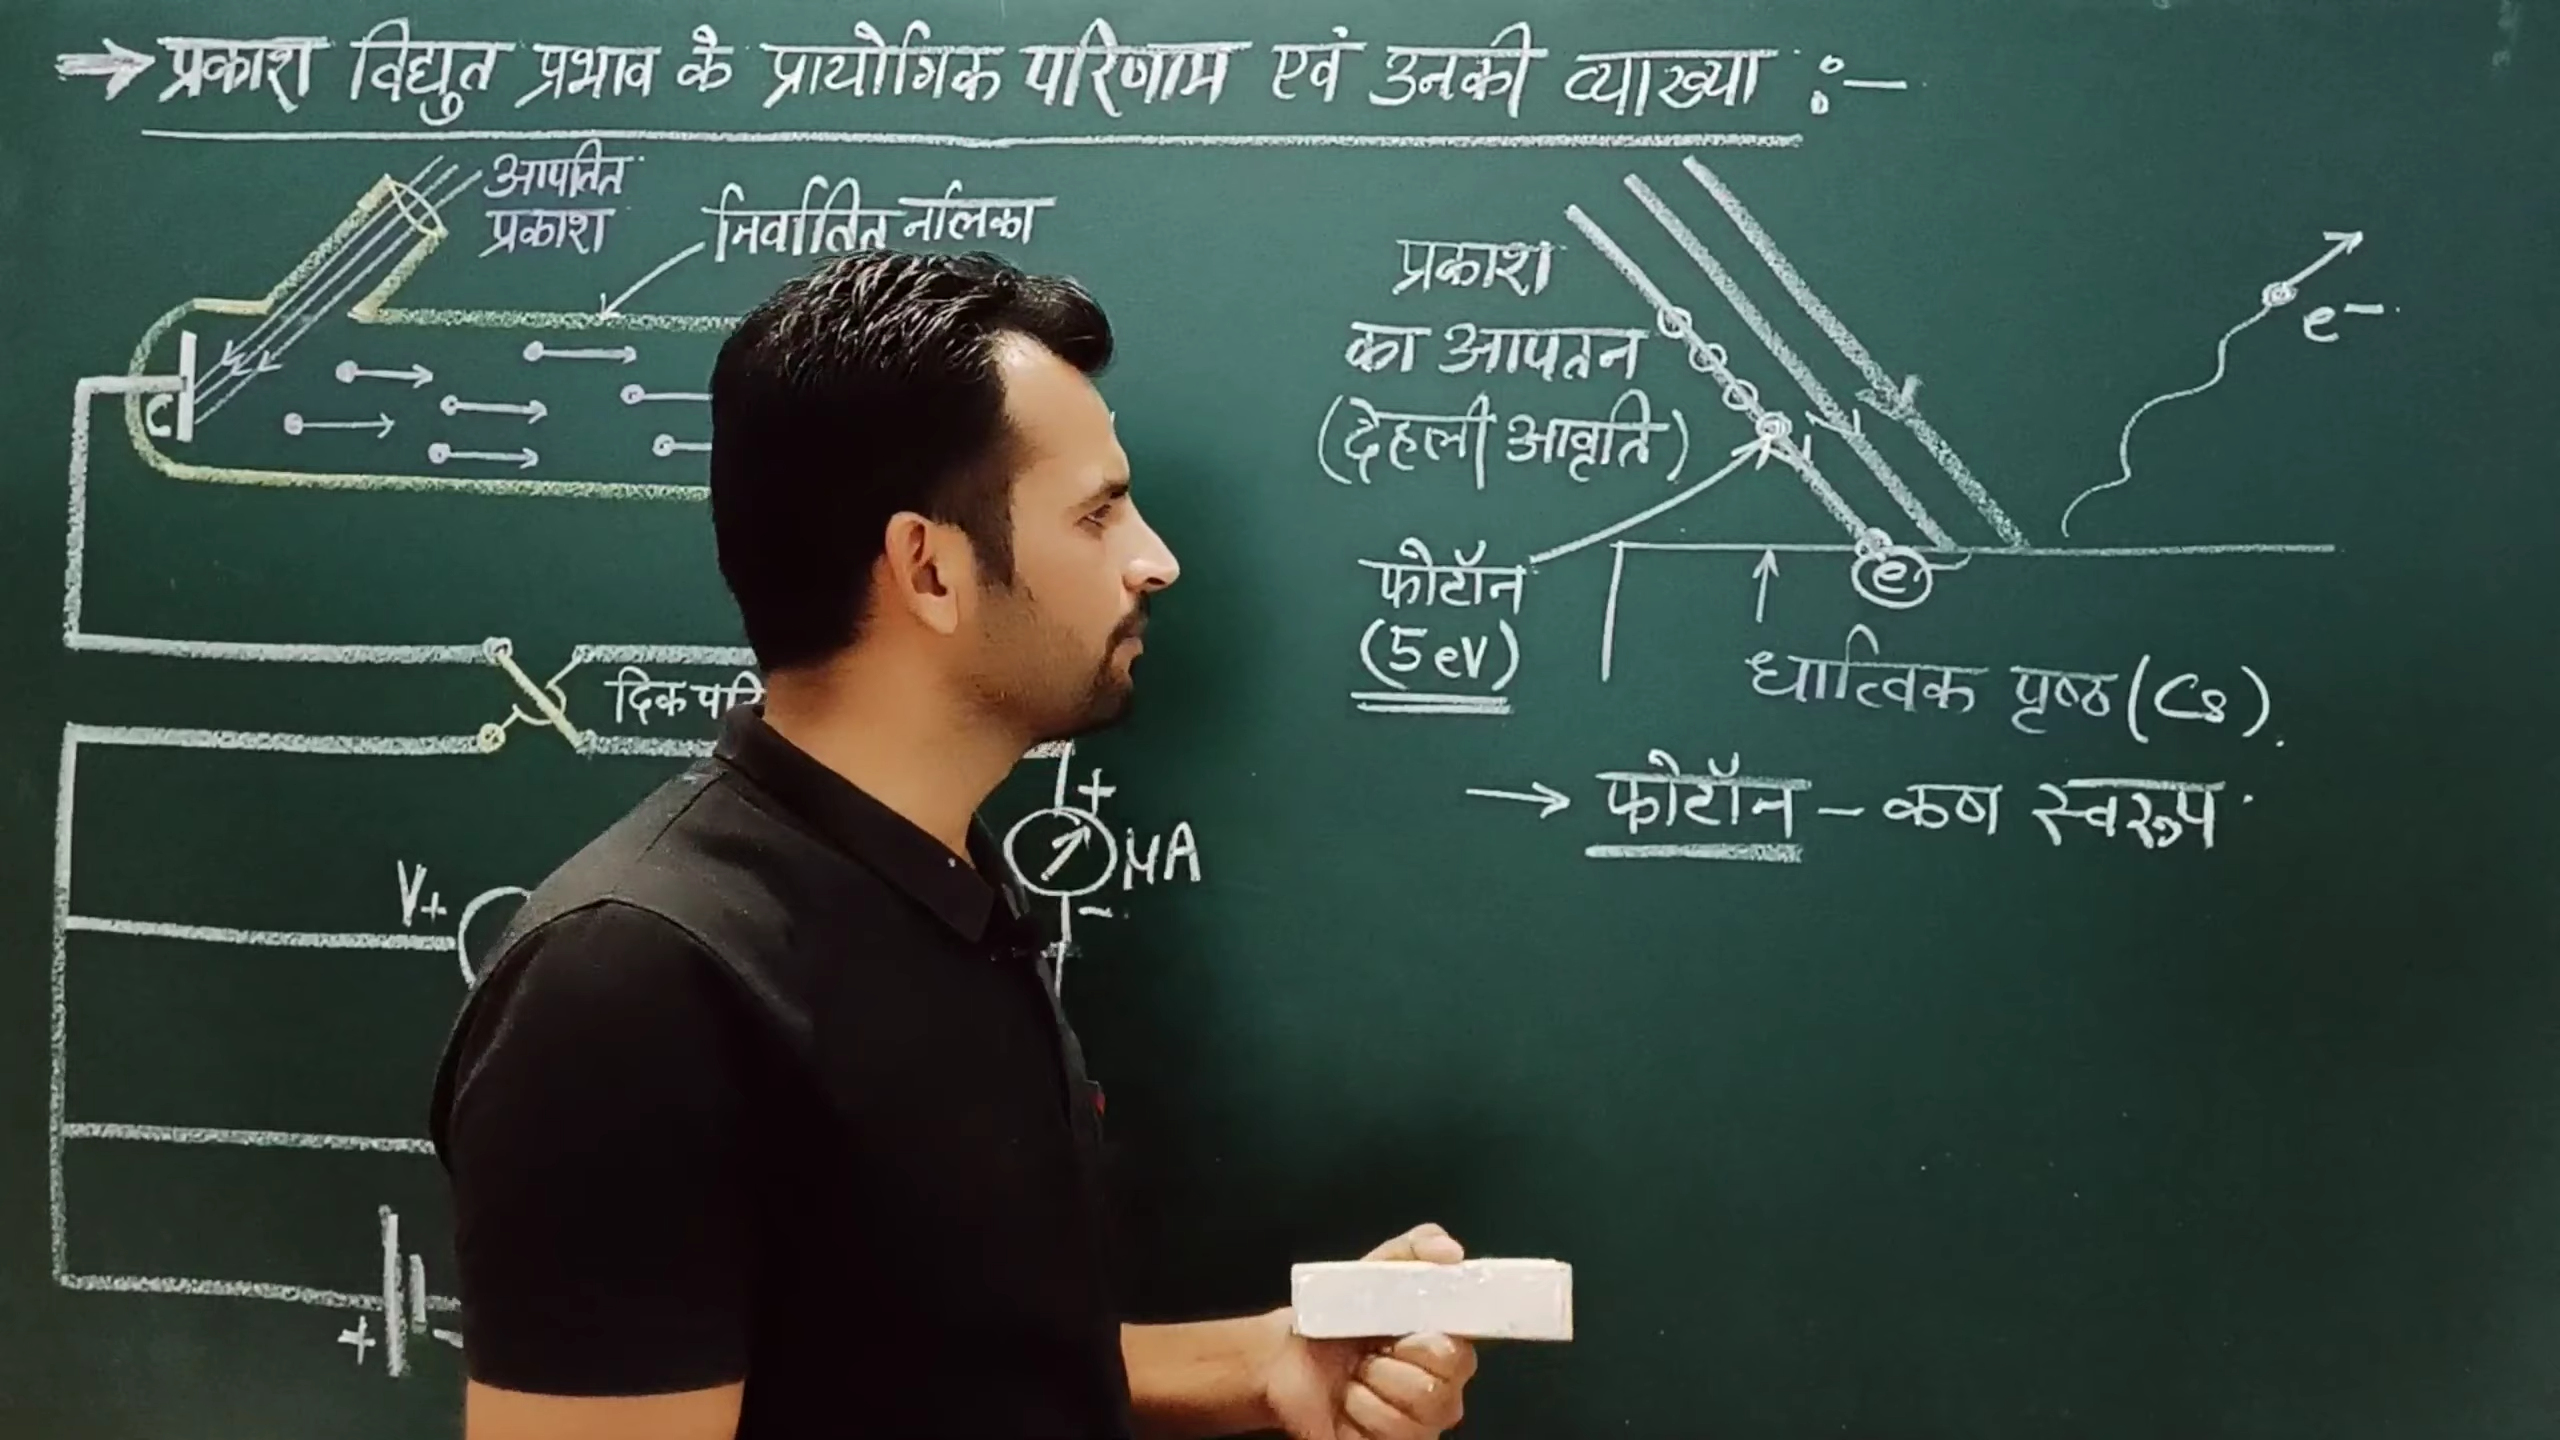 → प्रकाश विद्युत प्रभाव के प्रायोगिक परिणाम एवं उनकी व्याख्या :-
आपतित
प्रकाश
निर्वातित नलिका
C
V+
+
-
+
μA
-
प्रकाश
का आपतन
(देहली आवृति)
फोटॉन
(5 eV)
e⁻
e
धात्विक पृष्ठ (Cs).
→ फोटॉन - कण स्वरूप